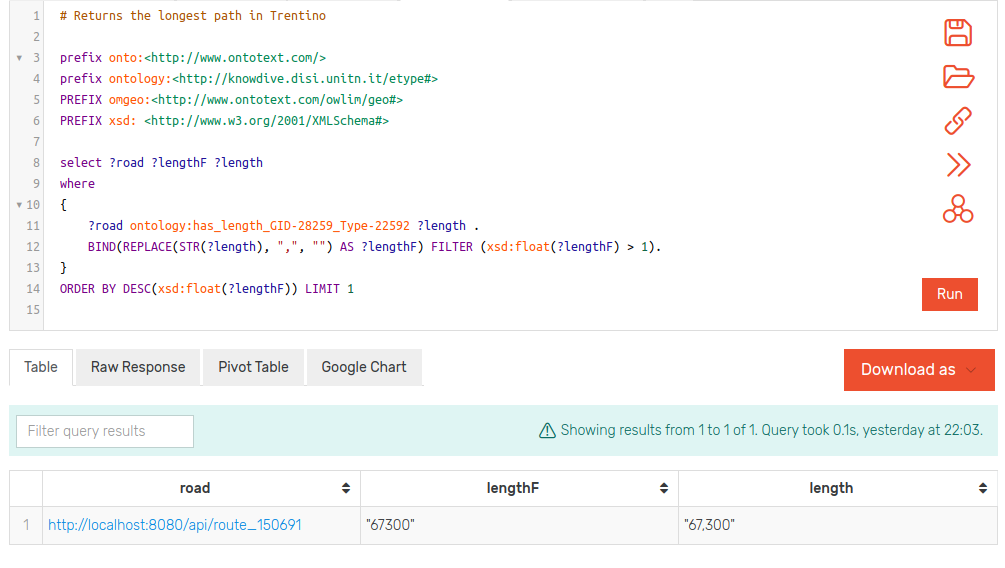 1 # Returns the longest path in Trentino
2
3 prefix onto:<http://www.ontotext.com/>
4 prefix ontology:<http://knowdive.disi.unitn.it/etype#>
5 PREFIX omgeo:<http://www.ontotext.com/owlim/geo#>
6 PREFIX xsd: <http://www.w3.org/2001/XMLSchema#>
7
8 select ?road ?lengthF ?length
9 where
10 {
11 ?road ontology:has_length_GID-28259_Type-22592 ?length .
12 BIND(REPLACE(STR(?length), ",", "") AS ?lengthF) FILTER (xsd:float(?lengthF) > 1).
13 }
14 ORDER BY DESC(xsd:float(?lengthF)) LIMIT 1
15
Run
Table Raw Response Pivot Table Google Chart Download as
Filter query results Showing results from 1 to 1 of 1. Query took 0.1s, yesterday at 22:03.
road lengthF length
1 http://localhost:8080/api/route_150691 "67300" "67,300"